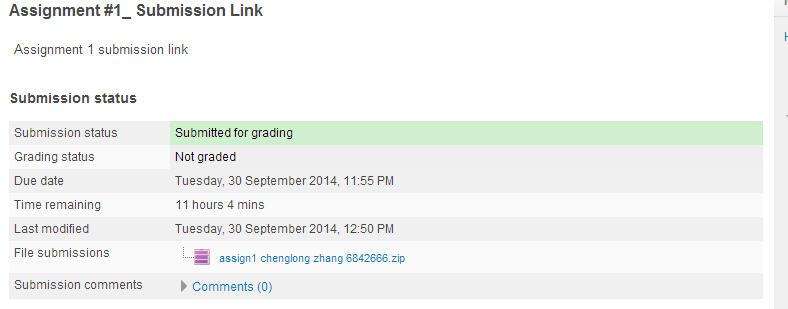 Assignment #1_ Submission Link
Assignment 1 submission link
Submission status
Submission status Submitted for grading
Grading status Not graded
Due date Tuesday, 30 September 2014, 11:55 PM
Time remaining 11 hours 4 mins
Last modified Tuesday, 30 September 2014, 12:50 PM
File submissions assign1 chenglong zhang 6842666.zip
Submission comments Comments (0)